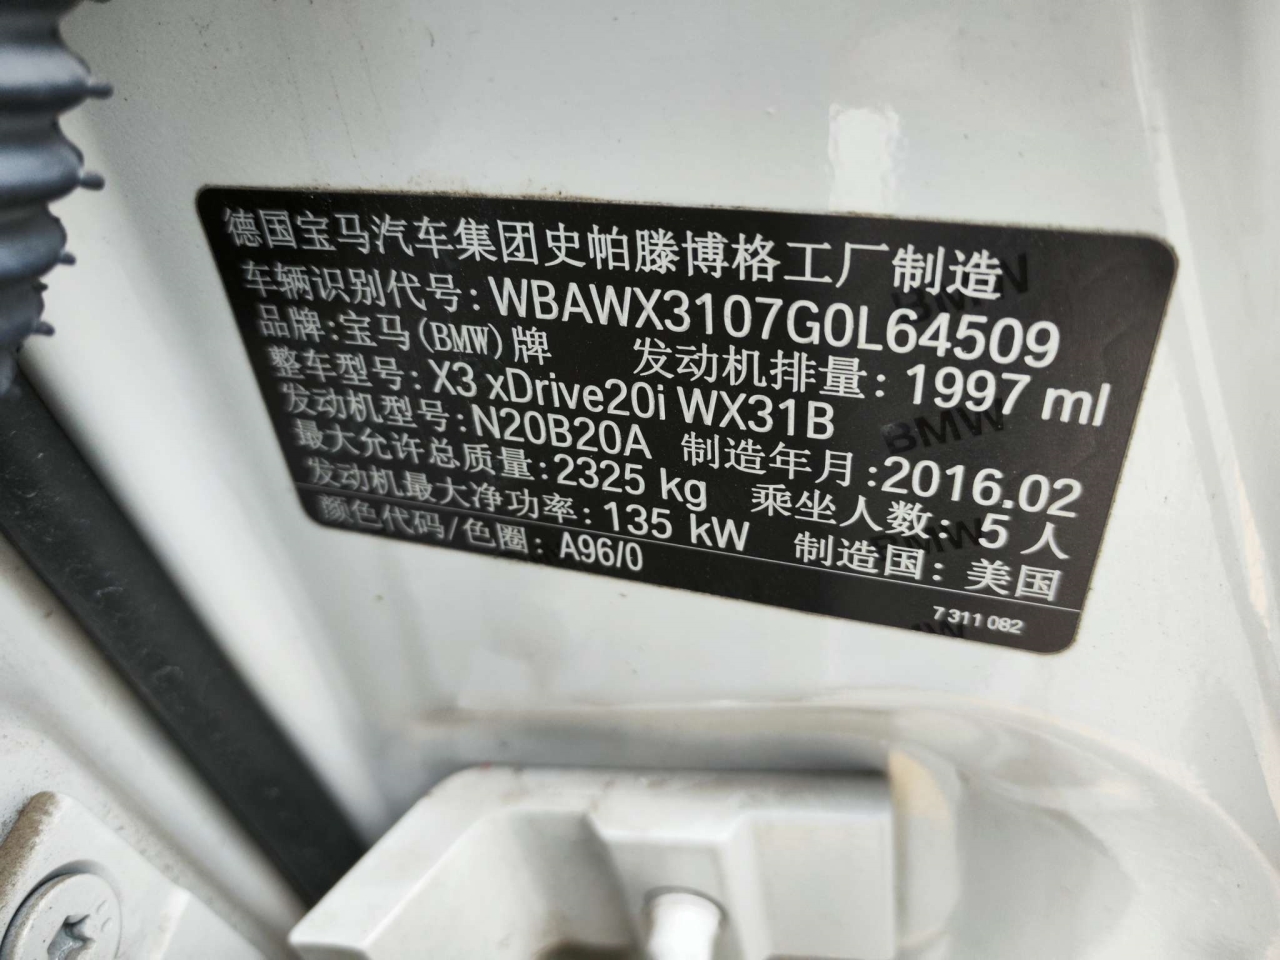 德国宝马汽车集团史帕滕博格工厂制造
车辆识别代号: WBAWX3107G0L64509
品牌:宝马(BMW)牌 发动机排量: 1997 ml
整车型号: X3 xDrive20i WX31B
发动机型号: N20B20A 制造年月:2016.02
最大允许总质量:2325 kg 乘坐人数: 5人
发动机最大净功率: 135 kW 制造国: 美国
颜色代码/色圈: A96/0
7 311 082
BMW
BMW
BMW